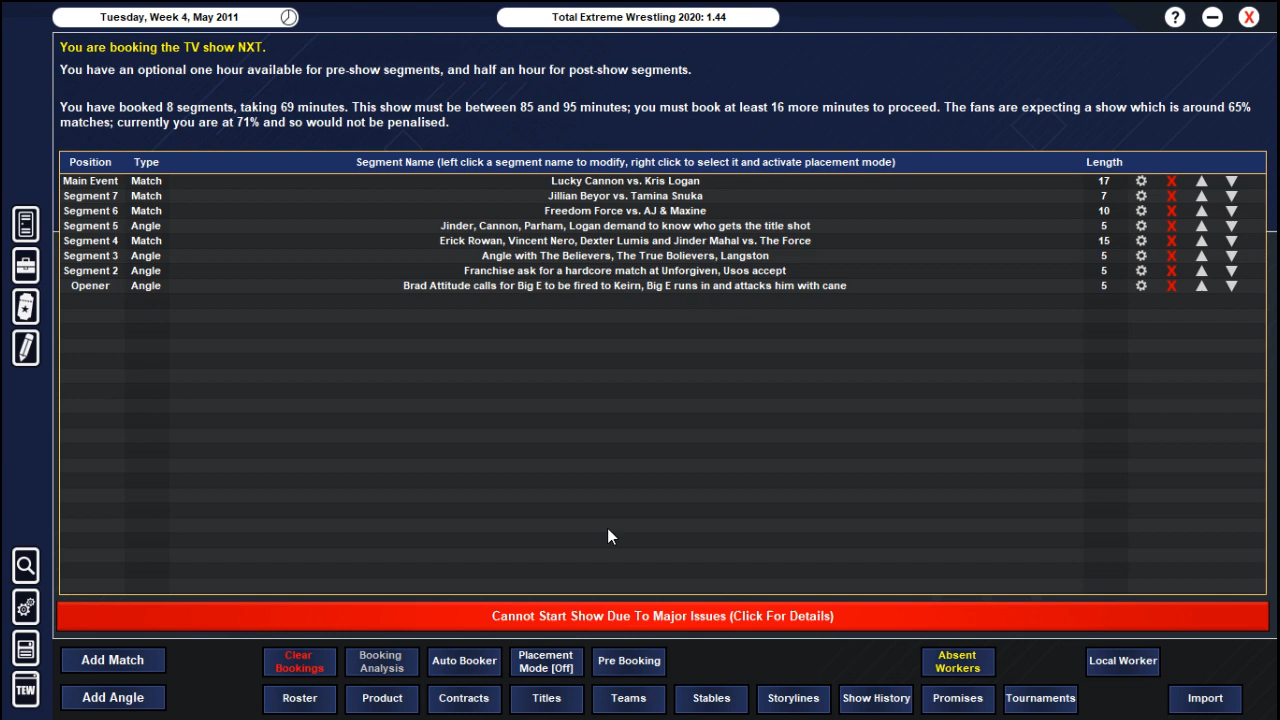 Tuesday, Week 4, May 2011
Total Extreme Wrestling 2020: 1.44
? X
You are booking the TV show NXT.
You have an optional one hour available for pre-show segments, and half an hour for post-show segments.
You have booked 8 segments, taking 69 minutes. This show must be between 85 and 95 minutes; you must book at least 16 more minutes to proceed. The fans are expecting a show which is around 65%
matches; currently you are at 71% and so would not be penalised.
Position Type Segment Name (left click a segment name to modify, right click to select it and activate placement mode) Length
Main Event Match Lucky Cannon vs. Kris Logan 17 X
Segment 7 Match Jillian Beyor vs. Tamina Snuka 7 X
Segment 6 Match Freedom Force vs. AJ & Maxine 10 X
Segment 5 Angle Jinder, Cannon, Parham, Logan demand to know who gets the title shot 5 X
Segment 4 Match Erick Rowan, Vincent Nero, Dexter Lumis and Jinder Mahal vs. The Force 15 X
Segment 3 Angle Angle with The Believers, The True Bolievers, Langston 5 X
Segment 2 Angle Franchise ask for a hardcore match at Unforgiven, Usos accept 5 X
Opener Angle Brad Attitude calls for Big E to be fired to Keirn, Big E runs in and attacks him with cane 5 X
Cannot Start Show Due To Major Issues (Click For Details)
Add Match
Clear
Bookings
Booking
Analysis
Auto Booker
Placement
Mode [Off]
Pre Booking
Absent
Workers
Local Worker
TEW
Add Angle
Roster
Product
Contracts
Titles
Teams
Stables
Storylines
Show History
Promises
Tournaments
Import